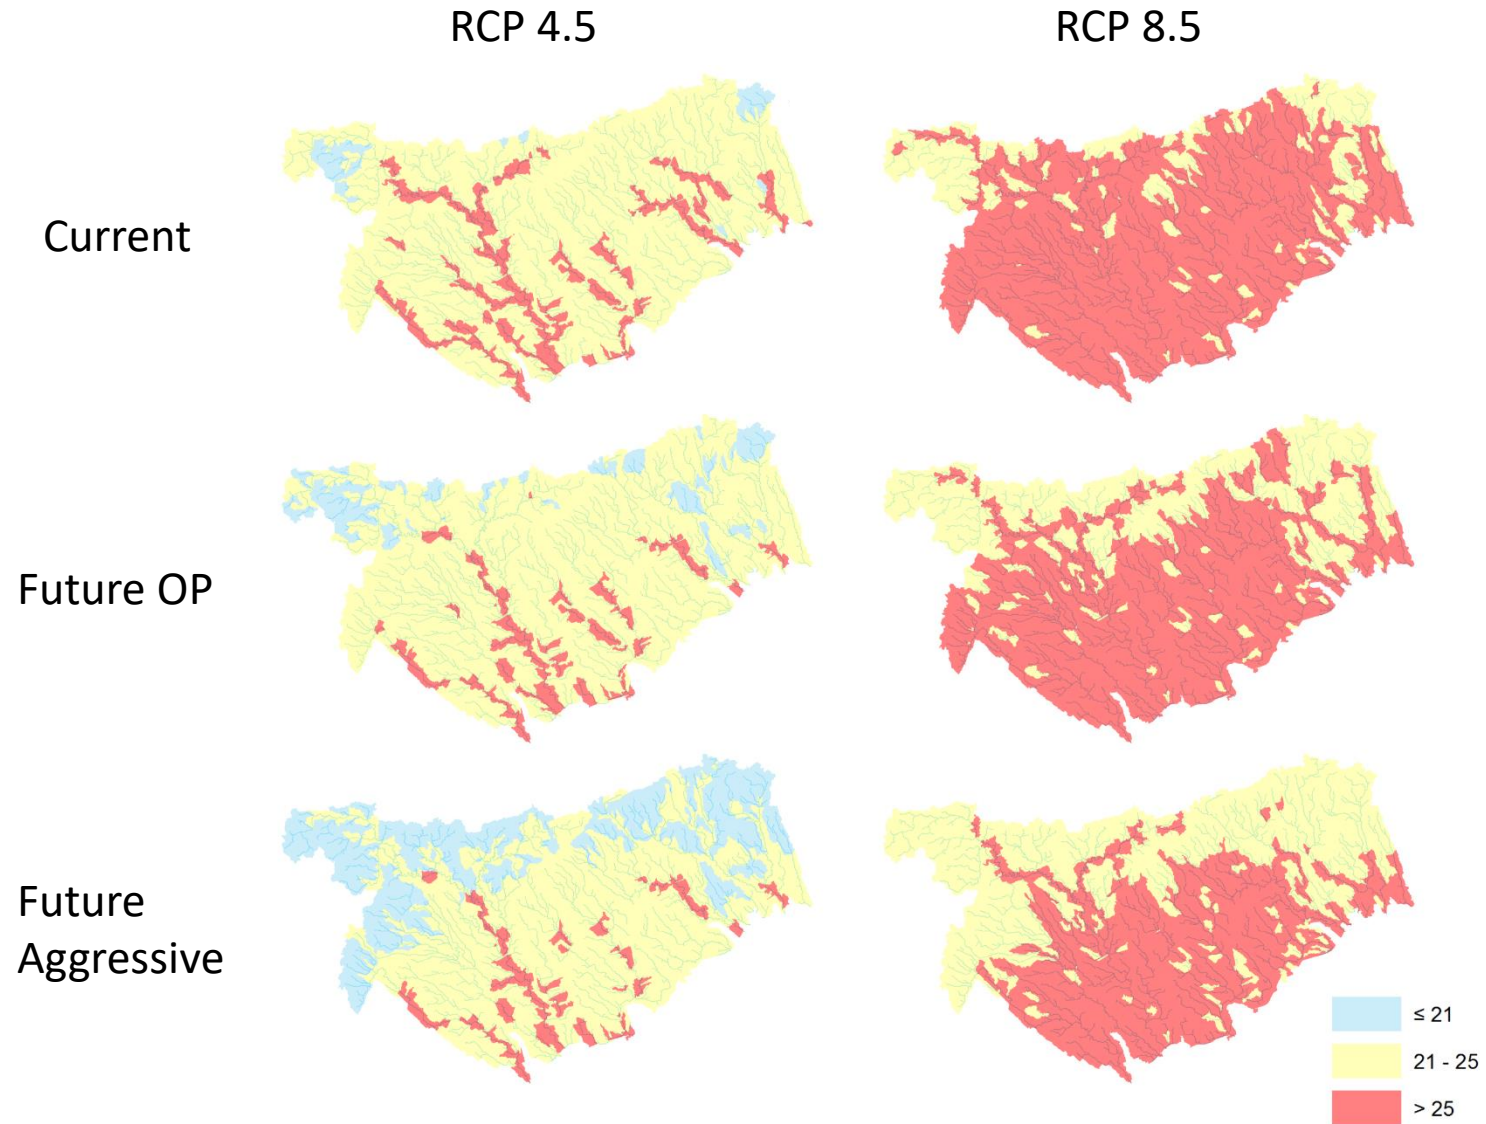 RCP 4.5
RCP 8.5
Current
Future OP
Future
Aggressive
≤ 21
21 - 25
> 25